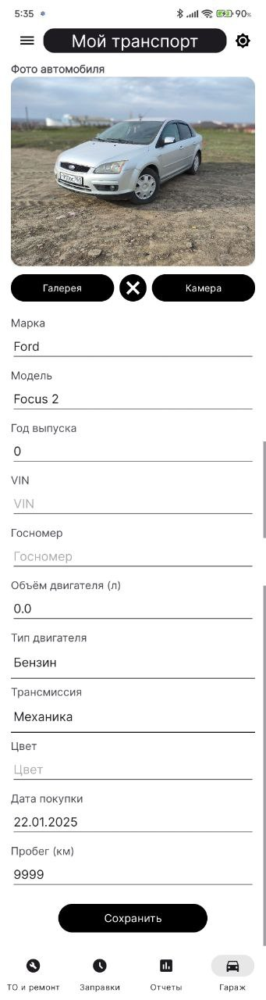 5:35
90%
Мой транспорт
Фото автомобиля
Галерея
Камера
Марка
Ford
Модель
Focus 2
Год выпуска
0
VIN
VIN
Госномер
Госномер
Объём двигателя (л)
0.0
Тип двигателя
Бензин
Трансмиссия
Механика
Цвет
Цвет
Дата покупки
22.01.2025
Пробег (км)
9999
Сохранить
ТО и ремонт
Заправки
Отчеты
Гараж